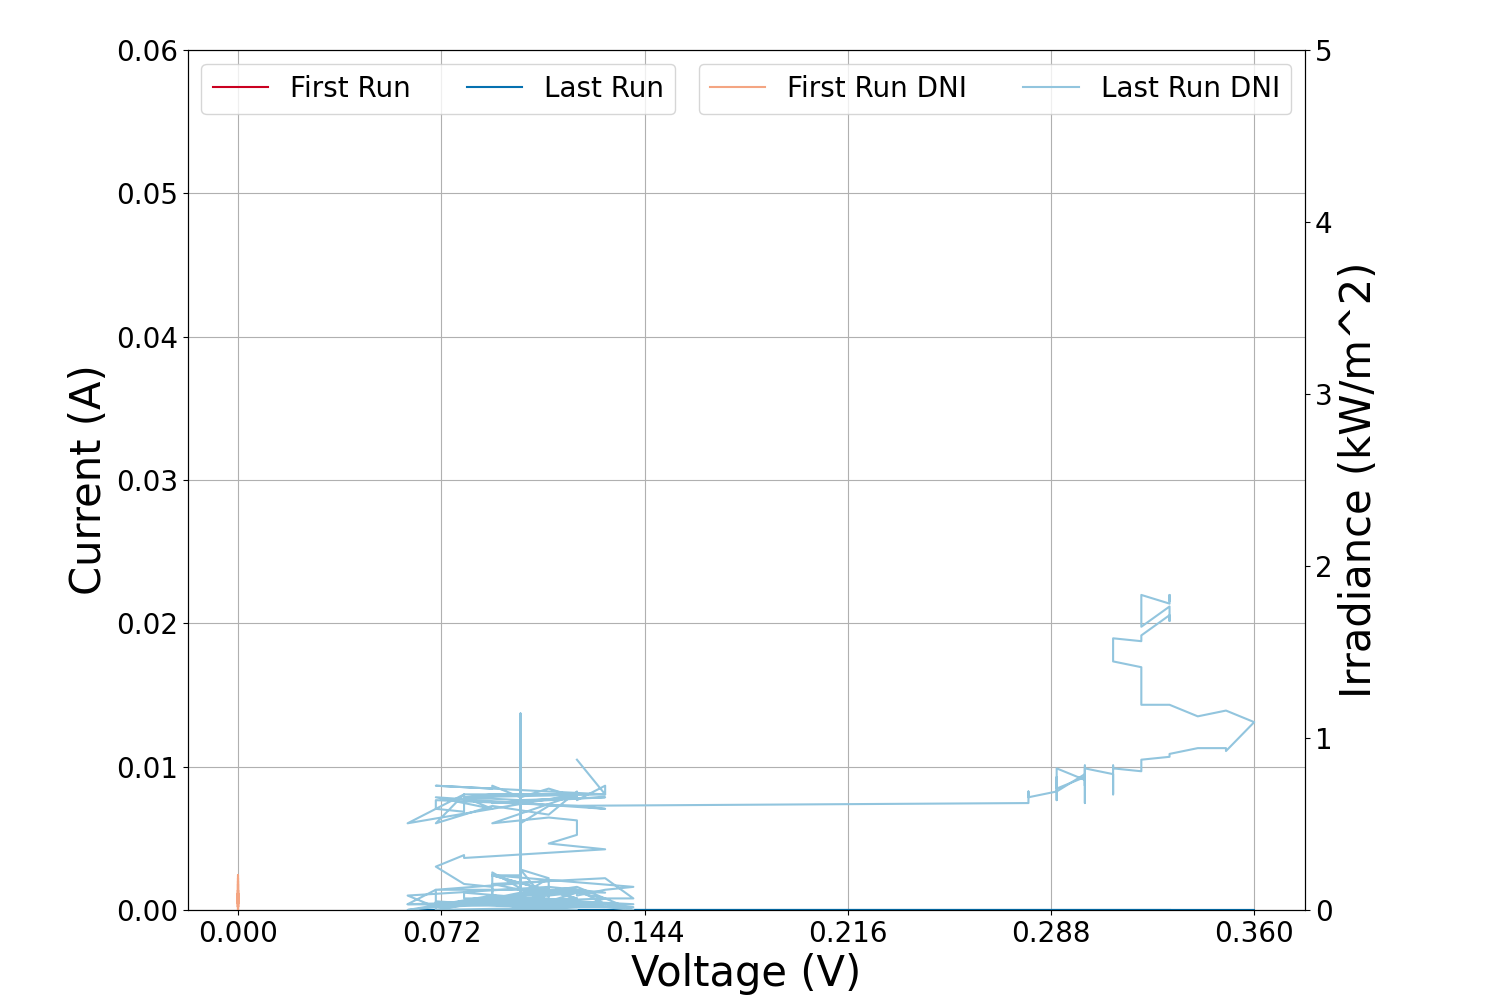 First Run
Last Run
First Run DNI
Last Run DNI
Current (A)
0.06
0.05
0.04
0.03
0.02
0.01
0.00
5
4
3
2
1
0
Irradiance (kW/m^2)
0.000 0.072 0.144 0.216 0.288 0.360
Voltage (V)